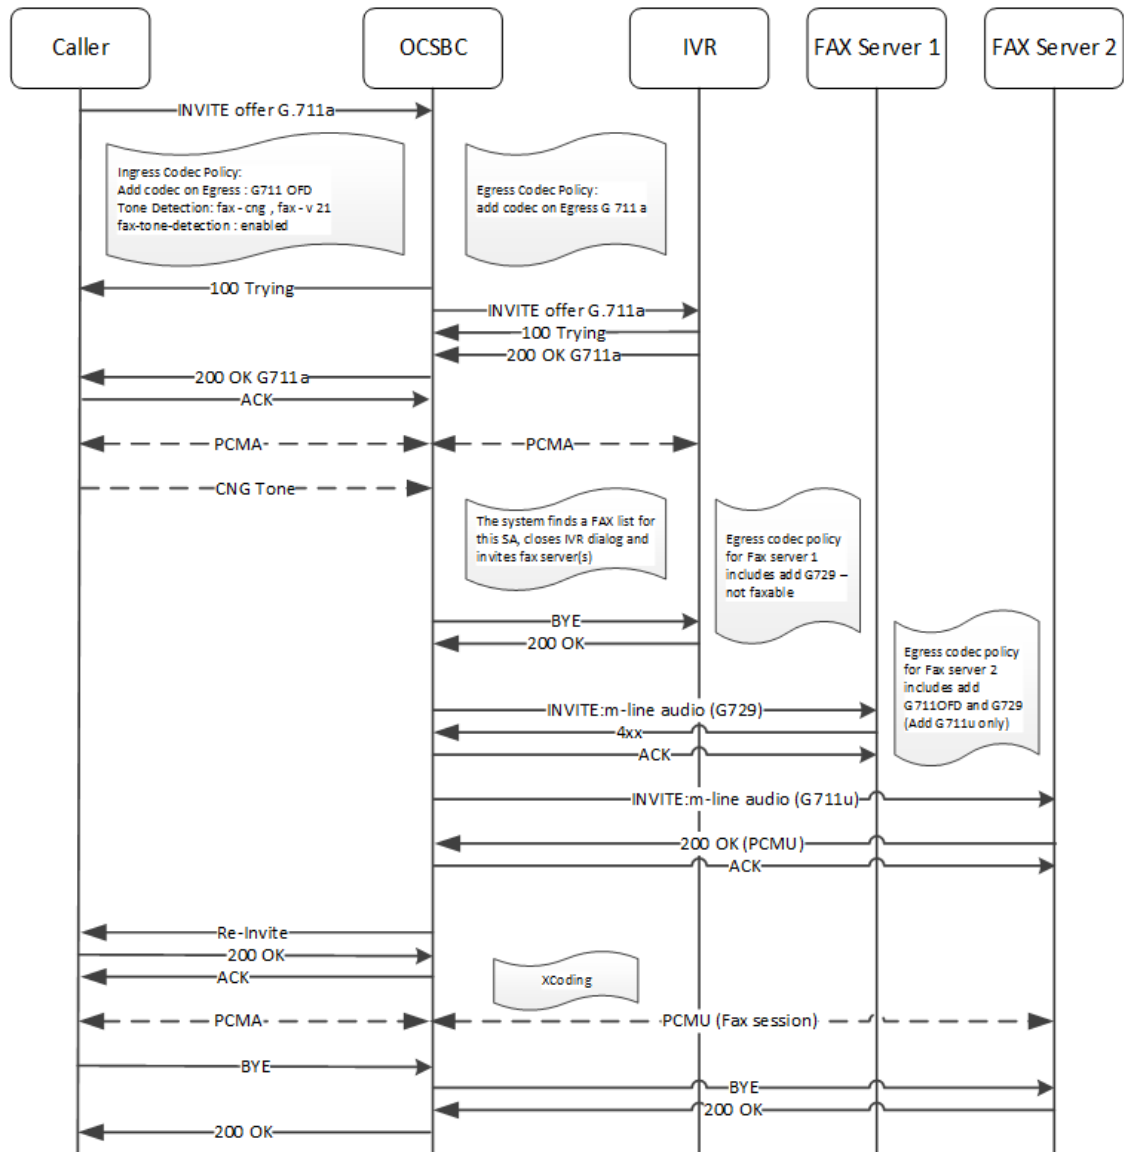 Caller
OCSBC
IVR
FAX Server 1
FAX Server 2
INVITE offer G.711a
Ingress Codec Policy:
Add codec on Egress : G711 OFD
Tone Detection: fax - cng , fax - v 21
fax-tone-detection : enabled
Egress Codec Policy:
add codec on Egress G 711 a
100 Trying
INVITE offer G.711a
100 Trying
200 OK G711a
200 OK G711a
ACK
PCMA
PCMA
CNG Tone
The system finds a FAX list for
this SA, closes IVR dialog and
invites fax server(s)
Egress codec policy
for Fax server 1
includes add G729 –
not faxable
BYE
200 OK
Egress codec policy
for Fax server 2
includes add
G711OFD and G729
(Add G711u only)
INVITE:m-line audio (G729)
4xx
ACK
INVITE:m-line audio (G711u)
200 OK (PCMU)
ACK
Re-Invite
200 OK
ACK
XCoding
PCMA
PCMU (Fax session)
BYE
BYE
200 OK
200 OK